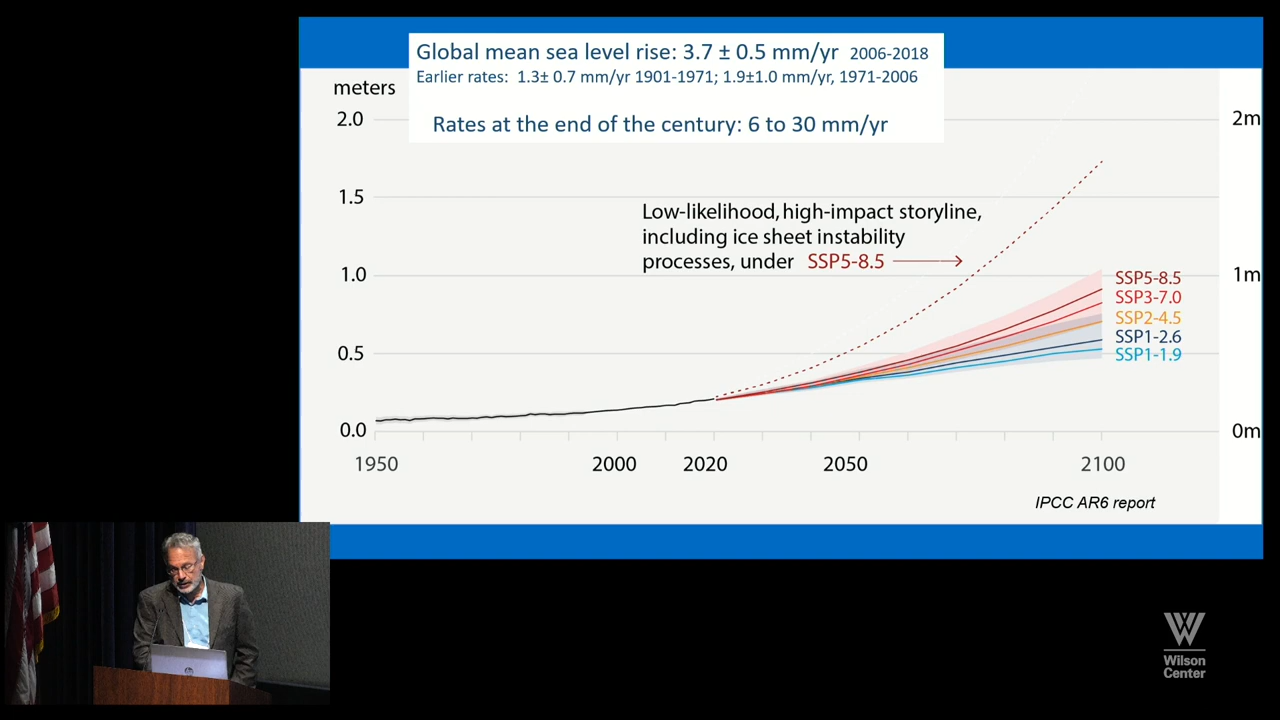 Global mean sea level rise: 3.7 ± 0.5 mm/yr 2006-2018
Earlier rates: 1.3± 0.7 mm/yr 1901-1971; 1.9±1.0 mm/yr, 1971-2006
Rates at the end of the century: 6 to 30 mm/yr
meters
2.0
2m
1.5
Low-likelihood, high-impact storyline,
including ice sheet instability
processes, under SSP5-8.5
1.0
1m
SSP5-8.5
SSP3-7.0
SSP2-4.5
SSP1-2.6
SSP1-1.9
0.5
0.0
0m
1950
2000
2020
2050
2100
IPCC AR6 report
Wilson
Center